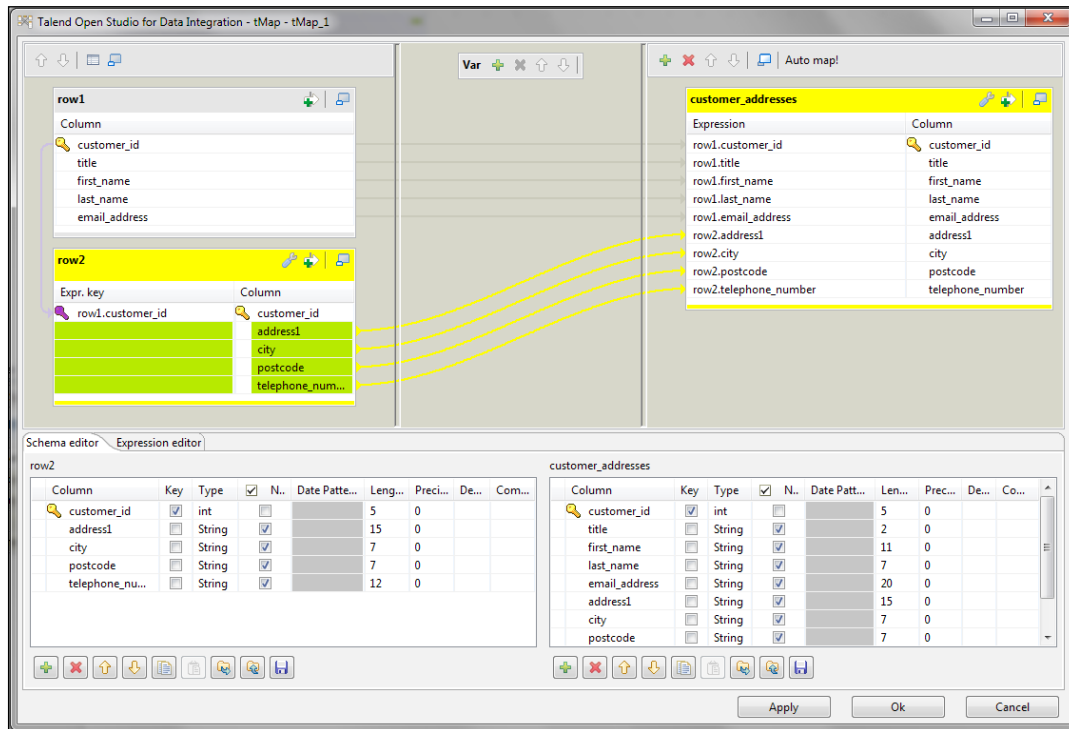 Talend Open Studio for Data Integration - tMap - tMap_1
Var
Auto map!
row1
Column
customer_id
title
first_name
last_name
email_address
row2
Expr. key Column
row1.customer_id customer_id
address1
city
postcode
telephone_num...
customer_addresses
Expression Column
row1.customer_id customer_id
row1.title title
row1.first_name first_name
row1.last_name last_name
row1.email_address email_address
row2.address1 address1
row2.city city
row2.postcode postcode
row2.telephone_number telephone_number
Schema editor Expression editor
row2
Column Key Type N.. Date Patte... Leng... Preci... De... Com...
customer_id int 5 0
address1 String 15 0
city String 7 0
postcode String 7 0
telephone_nu... String 12 0
customer_addresses
Column Key Type N.. Date Patt... Len... Prec... De... Co...
customer_id int 5 0
title String 2 0
first_name String 11 0
last_name String 7 0
email_address String 20 0
address1 String 15 0
city String 7 0
postcode String 7 0
Apply Ok Cancel